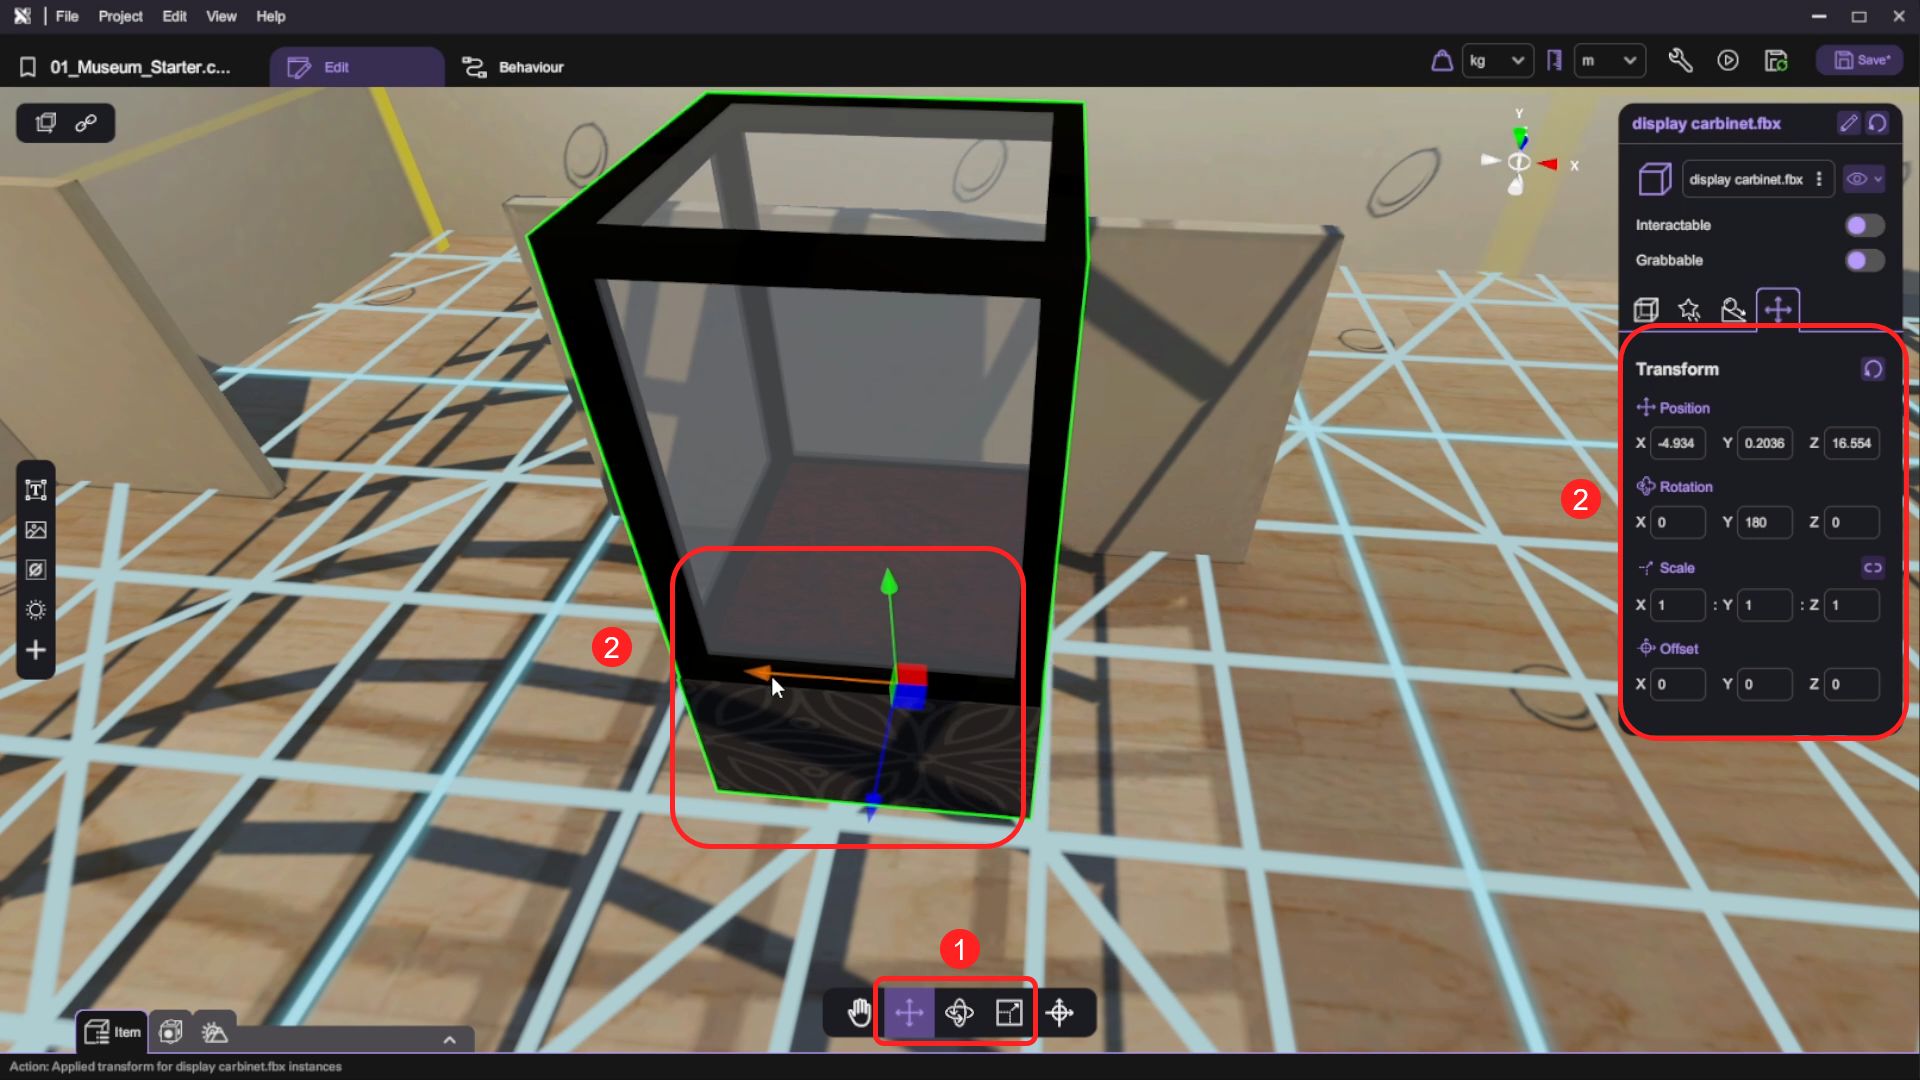 File Project Edit View Help
01_Museum_Starter.c... Edit Behaviour kg m Save*
Y
X
display carbinet.fbx
display carbinet.fbx
Interactable
Grabbable
Transform
Position
X -4.934 Y 0.2036 Z 16.554
Rotation
X 0 Y 180 Z 0
Scale
X 1 : Y 1 : Z 1
Offset
X 0 Y 0 Z 0
2
2
1
T
Item
Action: Applied transform for display carbinet.fbx instances